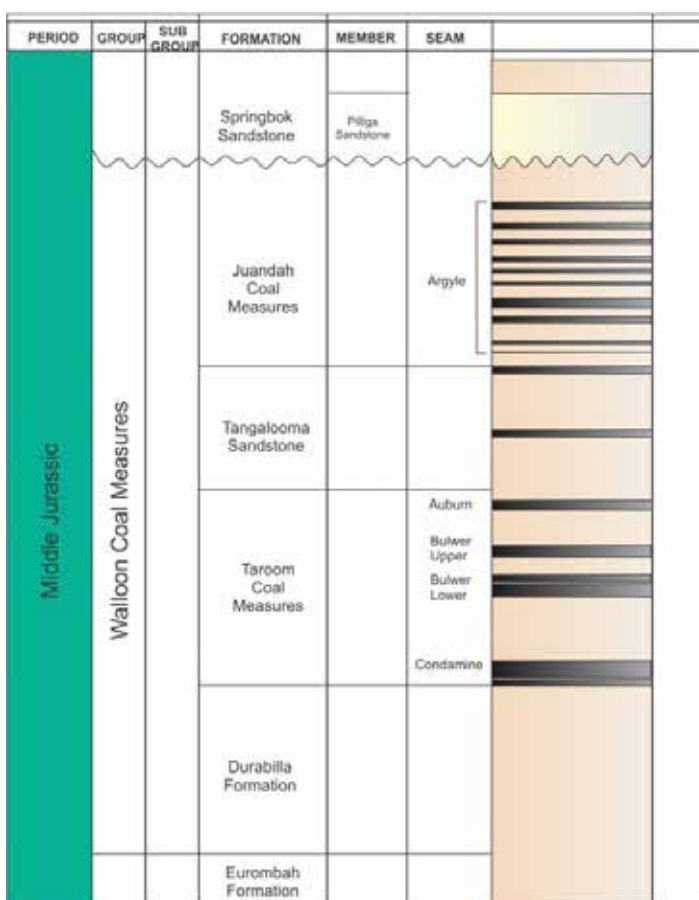 PERIOD GROUP SUB GROUP FORMATION MEMBER SEAM
Springbok
Sandstone
Pilliga
Sandstone
Juandah
Coal
Measures
Argyle
Tangalooma
Sandstone
Middle Jurassic
Walloon Coal Measures
Taroom
Coal
Measures
Auburn
Bulwer
Upper
Bulwer
Lower
Condamine
Durabilla
Formation
Eurombah
Formation